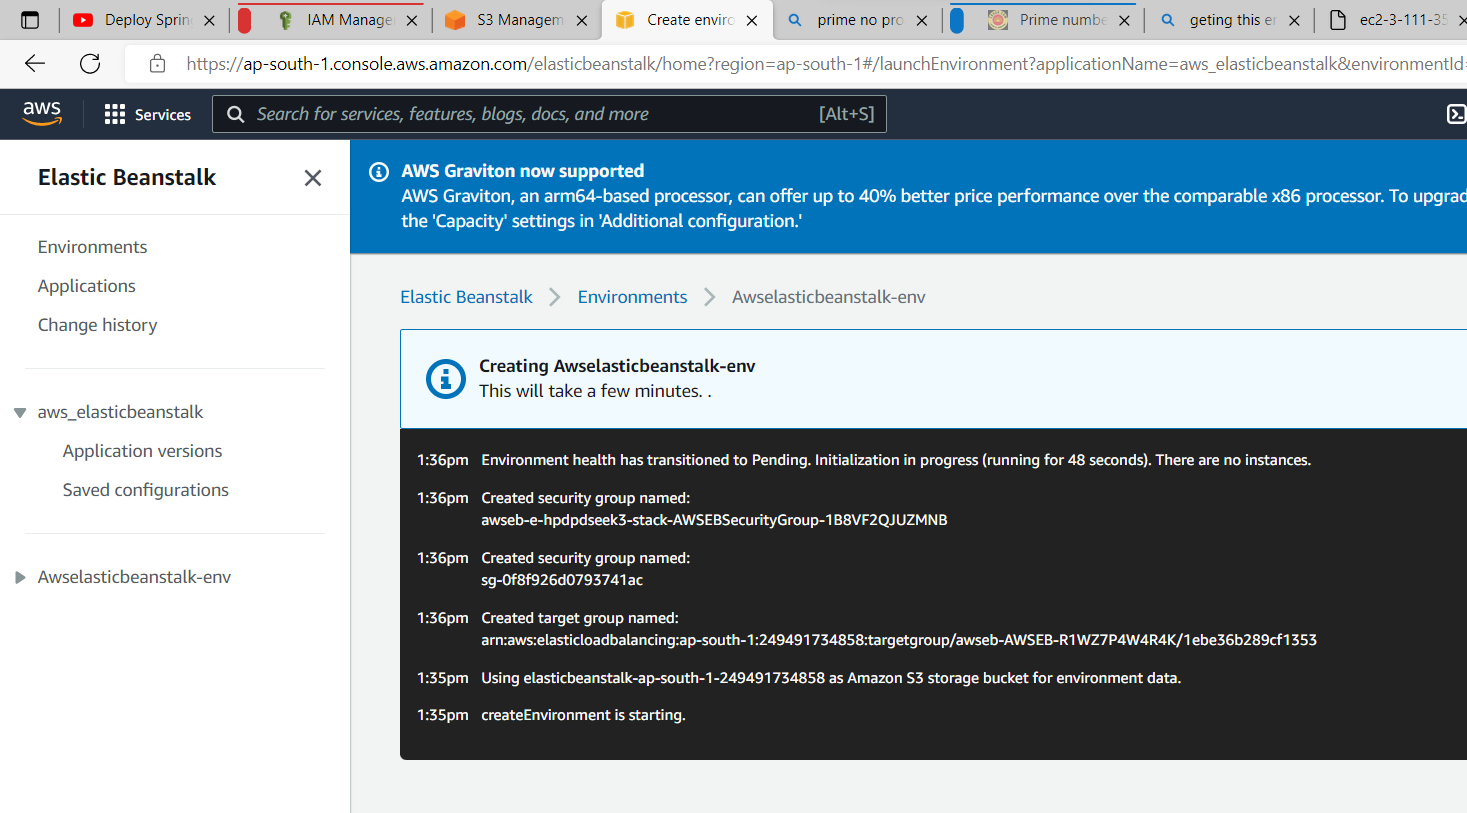 Deploy Sprin
IAM Manage
S3 Managem
Create enviro
prime no pro
Prime numbe
geting this er
ec2-3-111-35
https://ap-south-1.console.aws.amazon.com/elasticbeanstalk/home?region=ap-south-1#/launchEnvironment?applicationName=aws_elasticbeanstalk&environmentId=
aws
Services
Search for services, features, blogs, docs, and more
[Alt+S]
Elastic Beanstalk
Environments
Applications
Change history
aws_elasticbeanstalk
Application versions
Saved configurations
Awselasticbeanstalk-env
AWS Graviton now supported
AWS Graviton, an arm64-based processor, can offer up to 40% better price performance over the comparable x86 processor. To upgrad
the 'Capacity' settings in 'Additional configuration.'
Elastic Beanstalk > Environments > Awselasticbeanstalk-env
Creating Awselasticbeanstalk-env
This will take a few minutes. .
1:36pm Environment health has transitioned to Pending. Initialization in progress (running for 48 seconds). There are no instances.
1:36pm Created security group named:
awseb-e-hpdpdseek3-stack-AWSEBSecurityGroup-1B8VF2QJUZMNB
1:36pm Created security group named:
sg-0f8f926d0793741ac
1:36pm Created target group named:
arn:aws:elasticloadbalancing:ap-south-1:249491734858:targetgroup/awseb-AWSEB-R1WZ7P4W4R4K/1ebe36b289cf1353
1:35pm Using elasticbeanstalk-ap-south-1-249491734858 as Amazon S3 storage bucket for environment data.
1:35pm createEnvironment is starting.